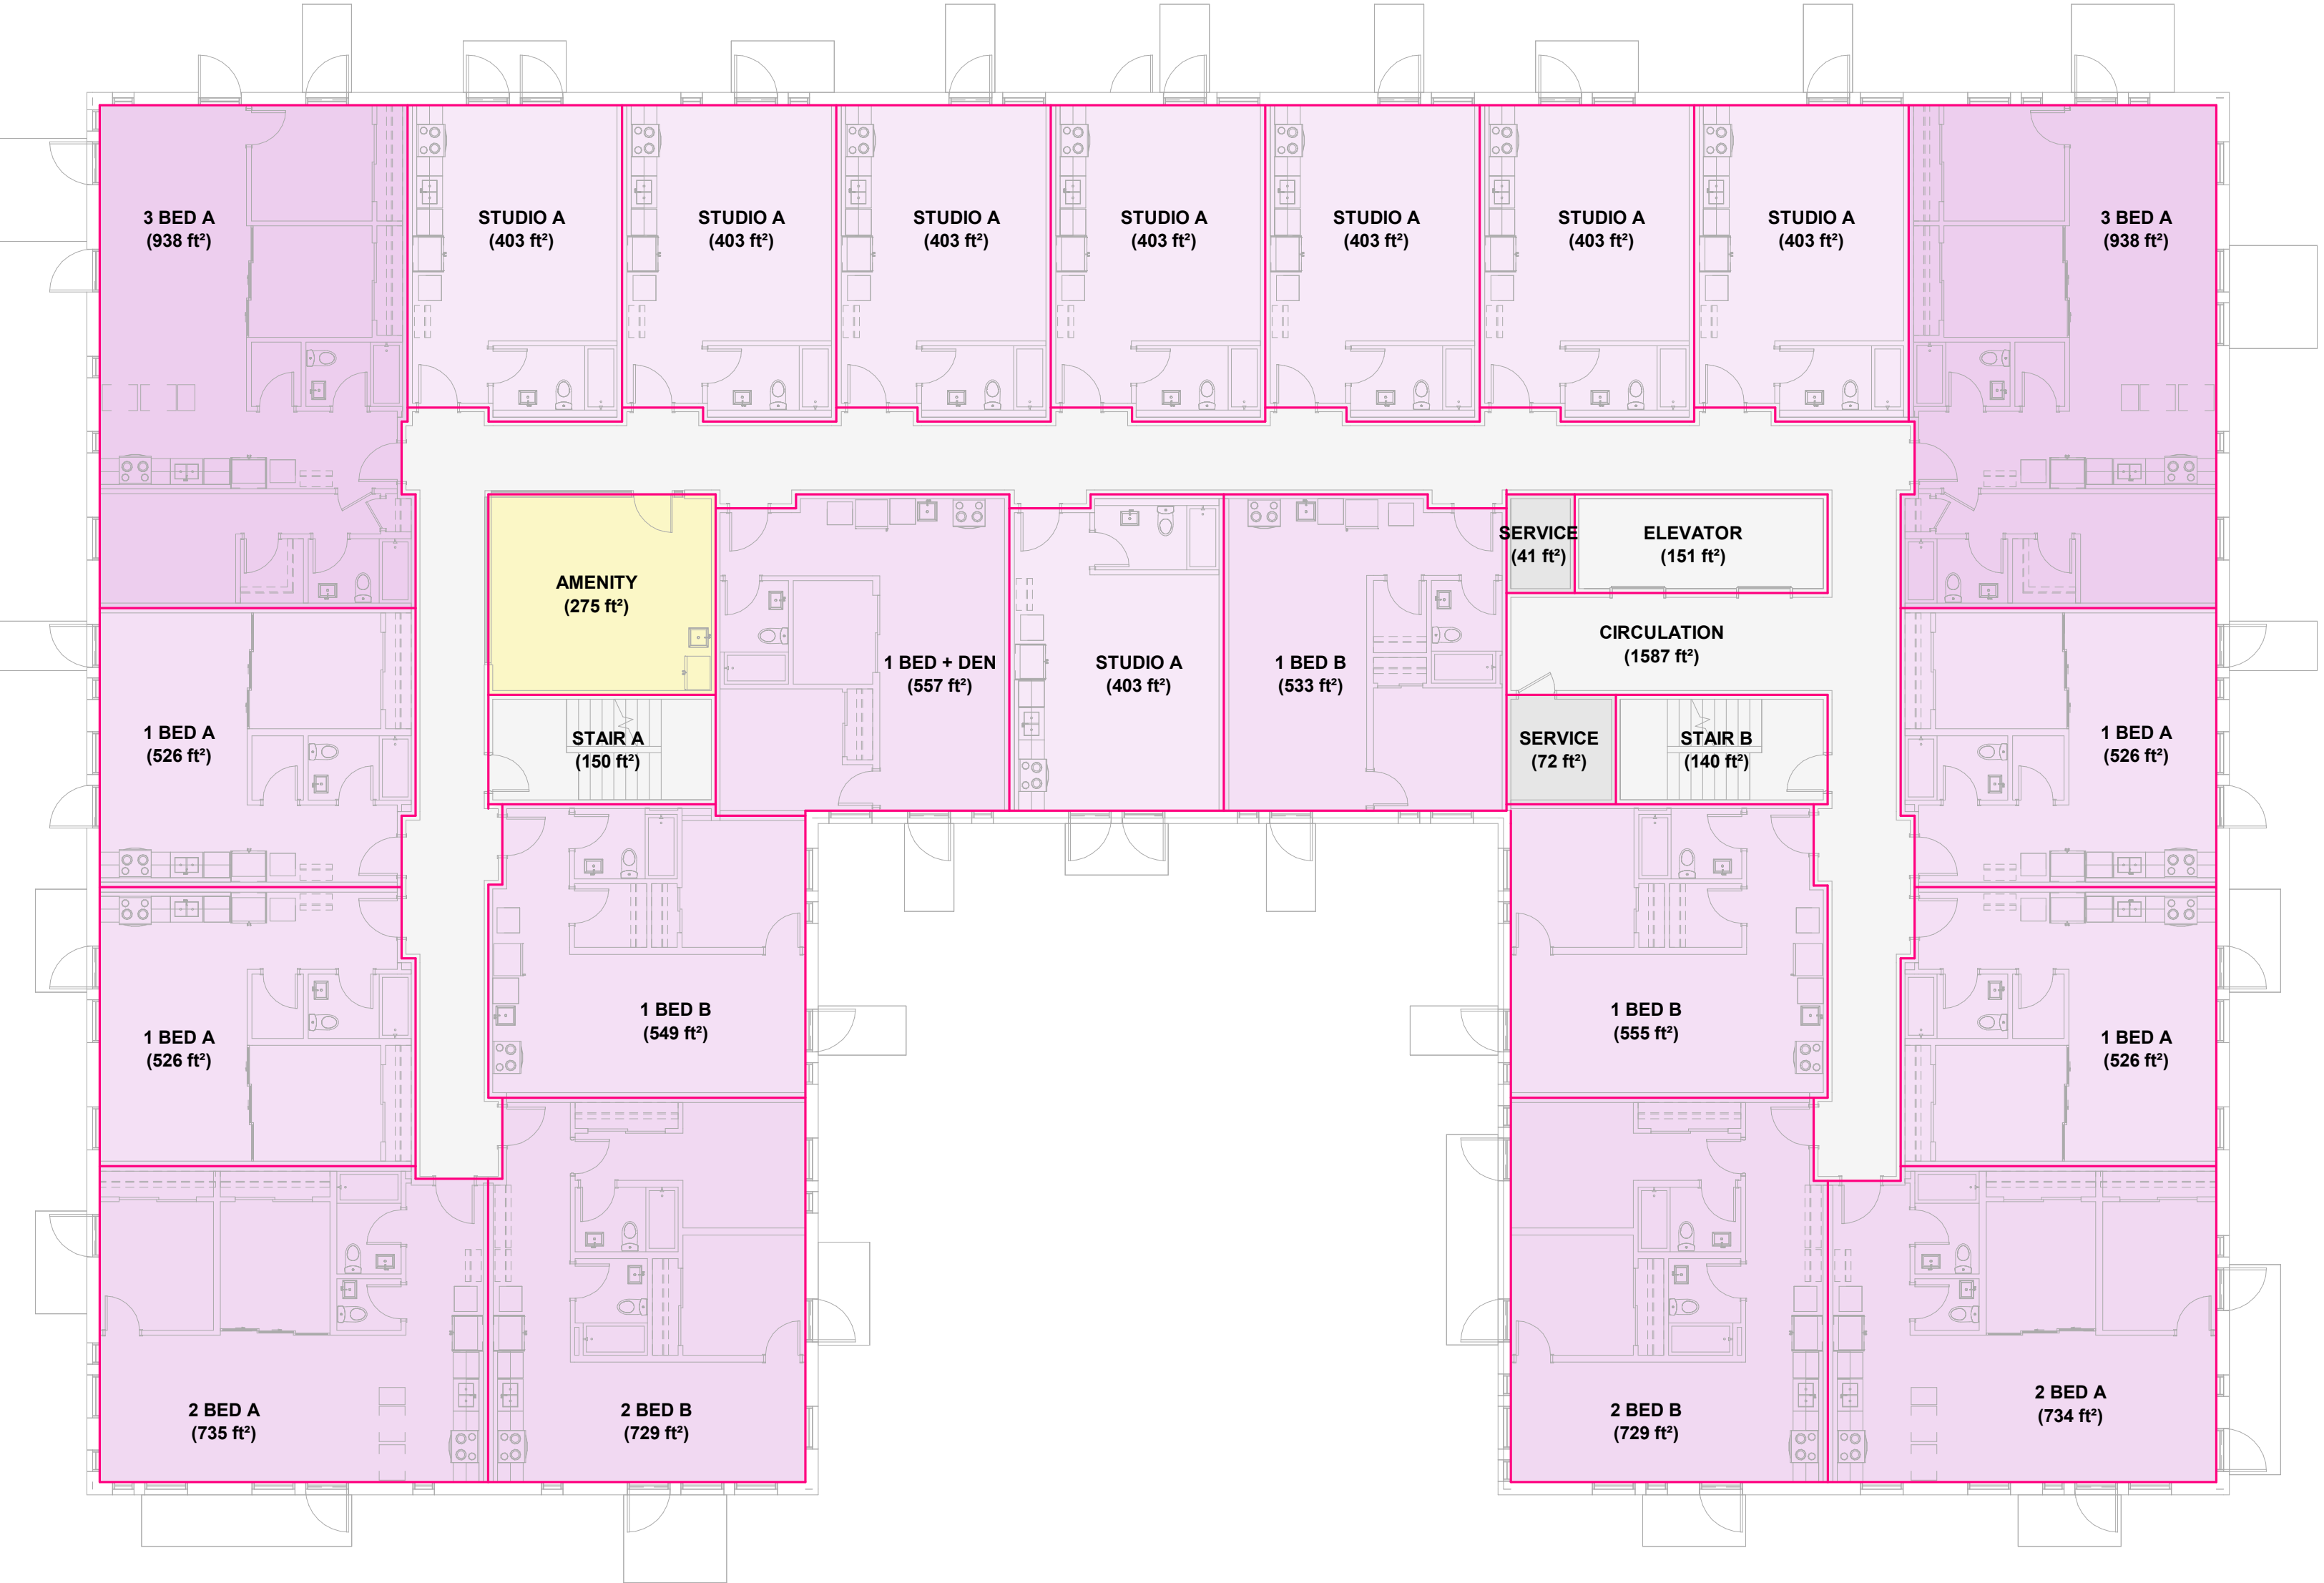 3 BED A
(938 ft²)
STUDIO A
(403 ft²)
STUDIO A
(403 ft²)
STUDIO A
(403 ft²)
STUDIO A
(403 ft²)
STUDIO A
(403 ft²)
STUDIO A
(403 ft²)
STUDIO A
(403 ft²)
3 BED A
(938 ft²)
AMENITY
(275 ft²)
1 BED + DEN
(557 ft²)
STUDIO A
(403 ft²)
1 BED B
(533 ft²)
SERVICE
(41 ft²)
ELEVATOR
(151 ft²)
CIRCULATION
(1587 ft²)
1 BED A
(526 ft²)
STAIR A
(150 ft²)
SERVICE
(72 ft²)
STAIR B
(140 ft²)
1 BED A
(526 ft²)
1 BED A
(526 ft²)
1 BED B
(549 ft²)
1 BED B
(555 ft²)
1 BED A
(526 ft²)
2 BED A
(735 ft²)
2 BED B
(729 ft²)
2 BED B
(729 ft²)
2 BED A
(734 ft²)